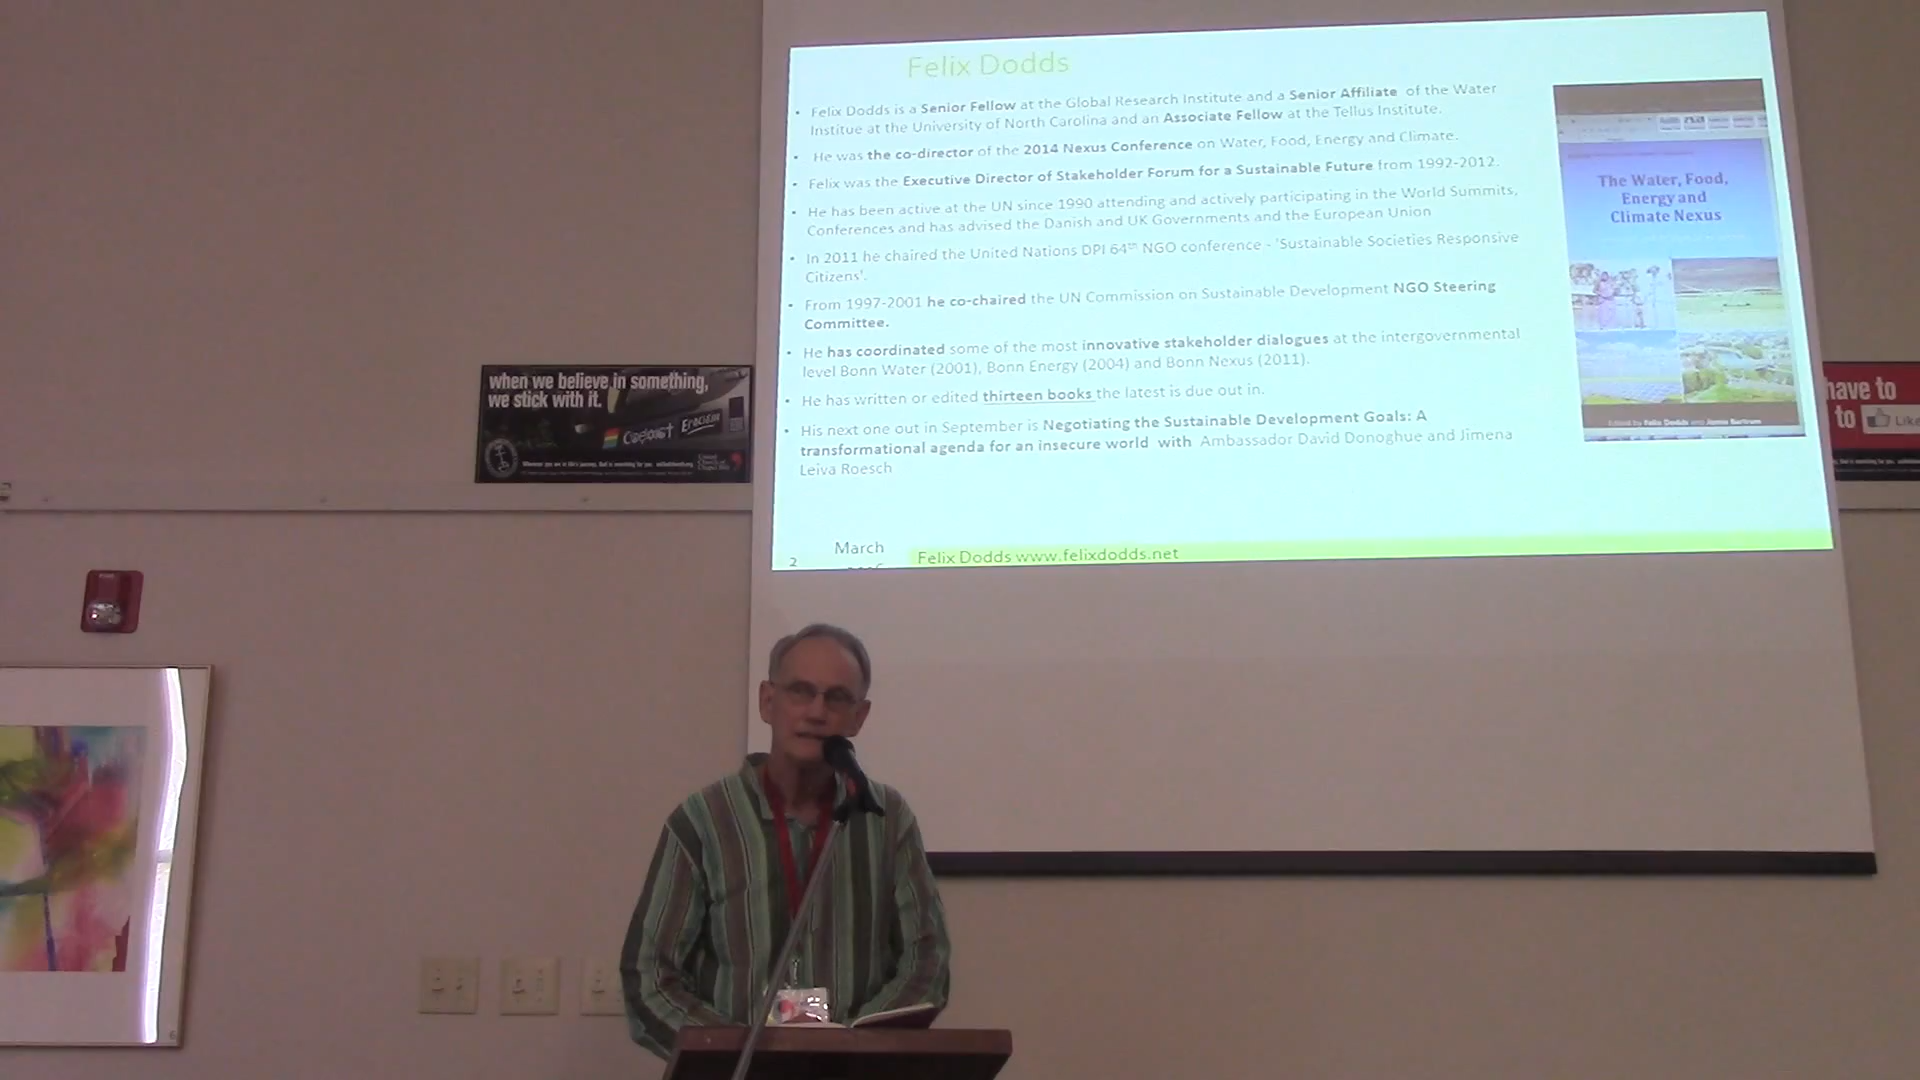 Felix Dodds
• Felix Dodds is a Senior Fellow at the Global Research Institute and a Senior Affiliate of the Water
Institue at the University of North Carolina and an Associate Fellow at the Tellus Institute.
• He was the co-director of the 2014 Nexus Conference on Water, Food, Energy and Climate.
• Felix was the Executive Director of Stakeholder Forum for a Sustainable Future from 1992-2012.
• He has been active at the UN since 1990 attending and actively participating in the World Summits,
Conferences and has advised the Danish and UK Governments and the European Union
• In 2011 he chaired the United Nations DPI 64th NGO conference - 'Sustainable Societies Responsive
Citizens'.
• From 1997-2001 he co-chaired the UN Commission on Sustainable Development NGO Steering
Committee.
• He has coordinated some of the most innovative stakeholder dialogues at the intergovernmental
level Bonn Water (2001), Bonn Energy (2004) and Bonn Nexus (2011).
• He has written or edited thirteen books the latest is due out in.
• His next one out in September is Negotiating the Sustainable Development Goals: A
transformational agenda for an insecure world with Ambassador David Donoghue and Jimena
Leiva Roesch
2
March
Felix Dodds www.felixdodds.net
The Water, Food,
Energy and
Climate Nexus
Edited by Felix Dodds and Jamie Bartram
when we believe in something,
we stick with it.
Coexist
Eracism
have to
to
Like